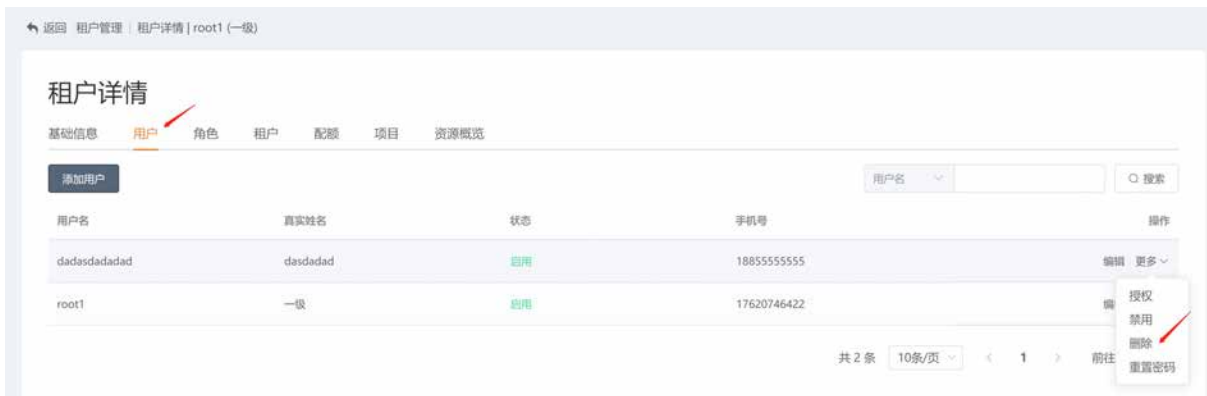 返回 租户管理 | 租户详情 | root1 (一级)
租户详情
基础信息 用户 角色 租户 配额 项目 资源概览
添加用户 用户名 搜索
用户名 真实姓名 状态 手机号 操作
dadasdadadad dasdadad 启用 18855555555 编辑 更多
root1 一级 启用 17620746422 编
授权
禁用
删除
重置密码
共 2 条 10条/页 1 前往